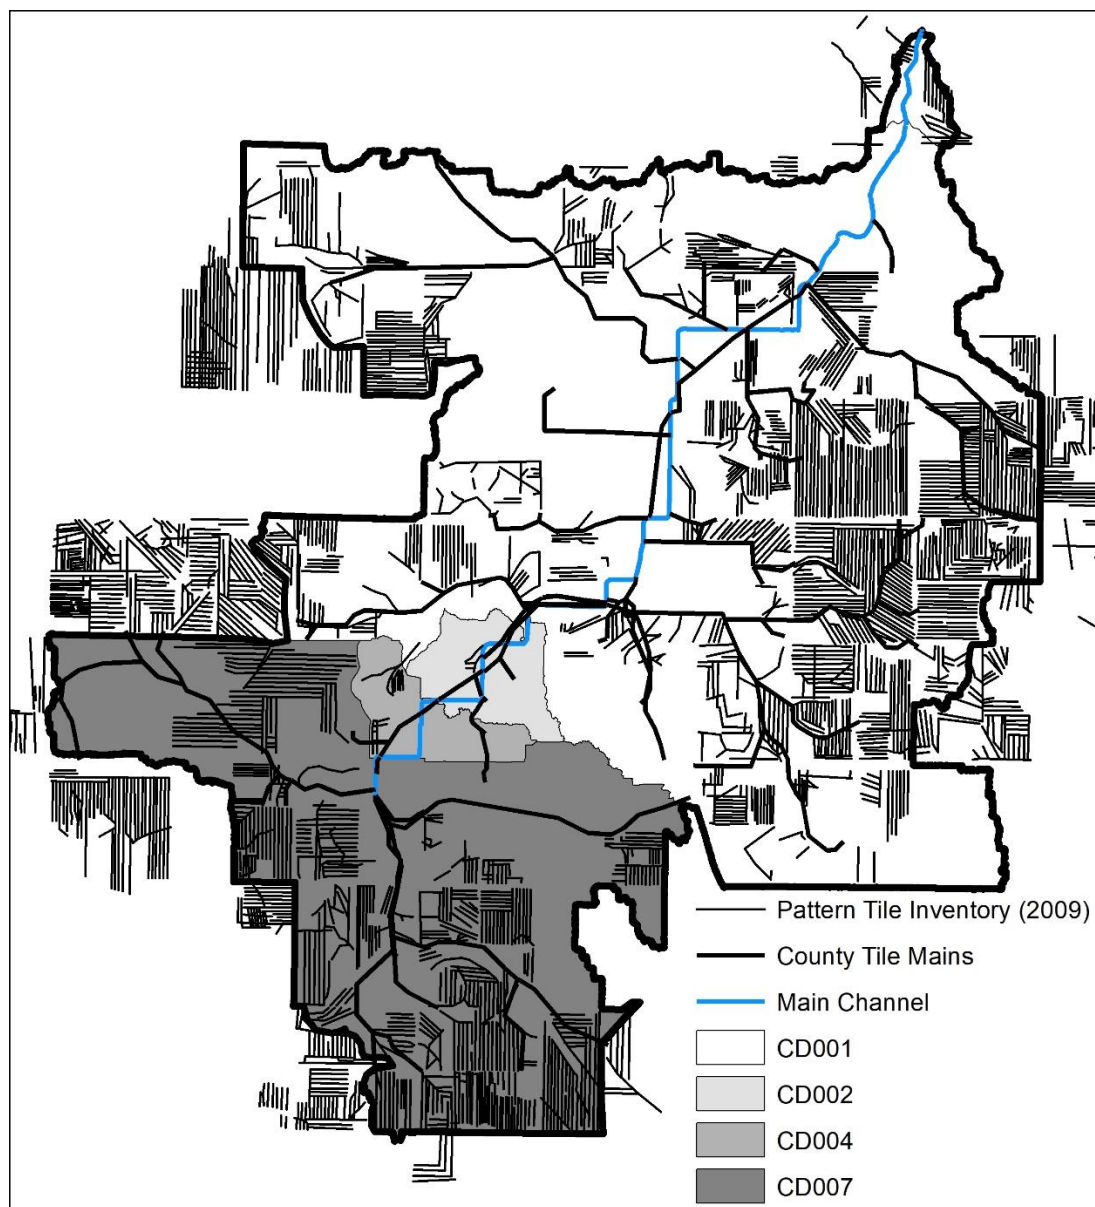 Pattern Tile Inventory (2009)
County Tile Mains
Main Channel
CD001
CD002
CD004
CD007